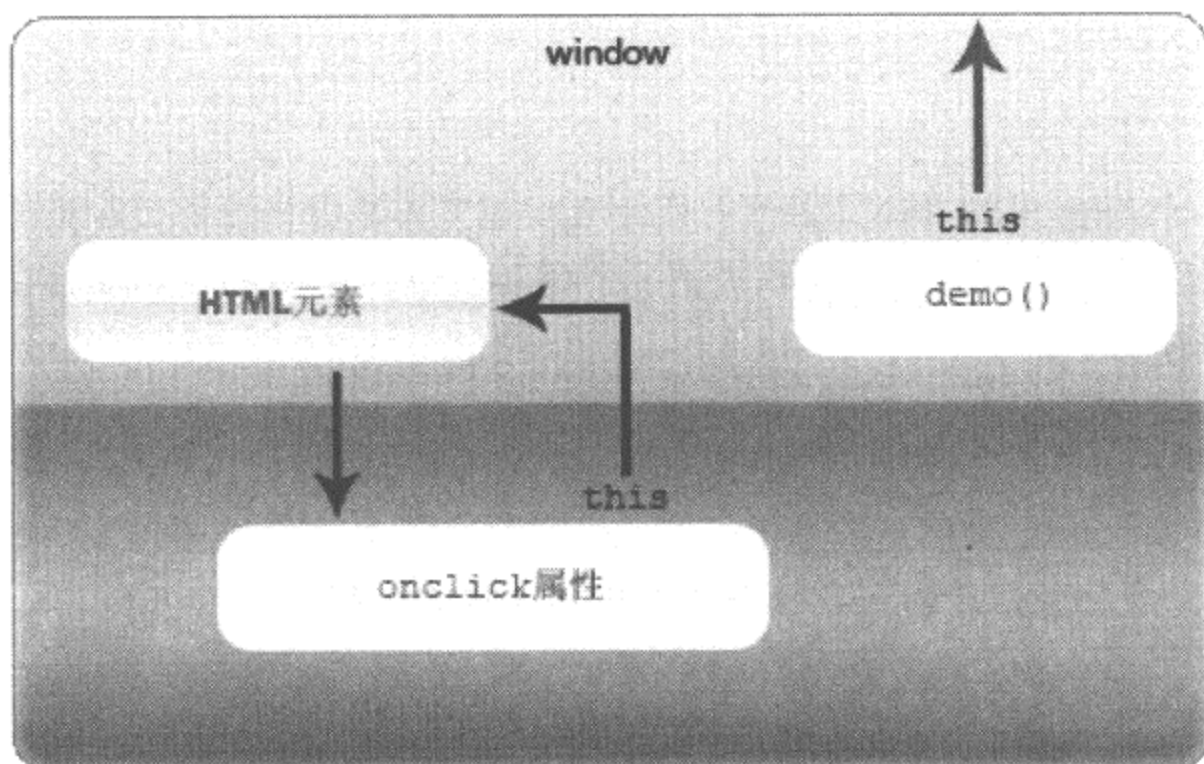 window
this
HTML元素
demo()
this
onclick属性